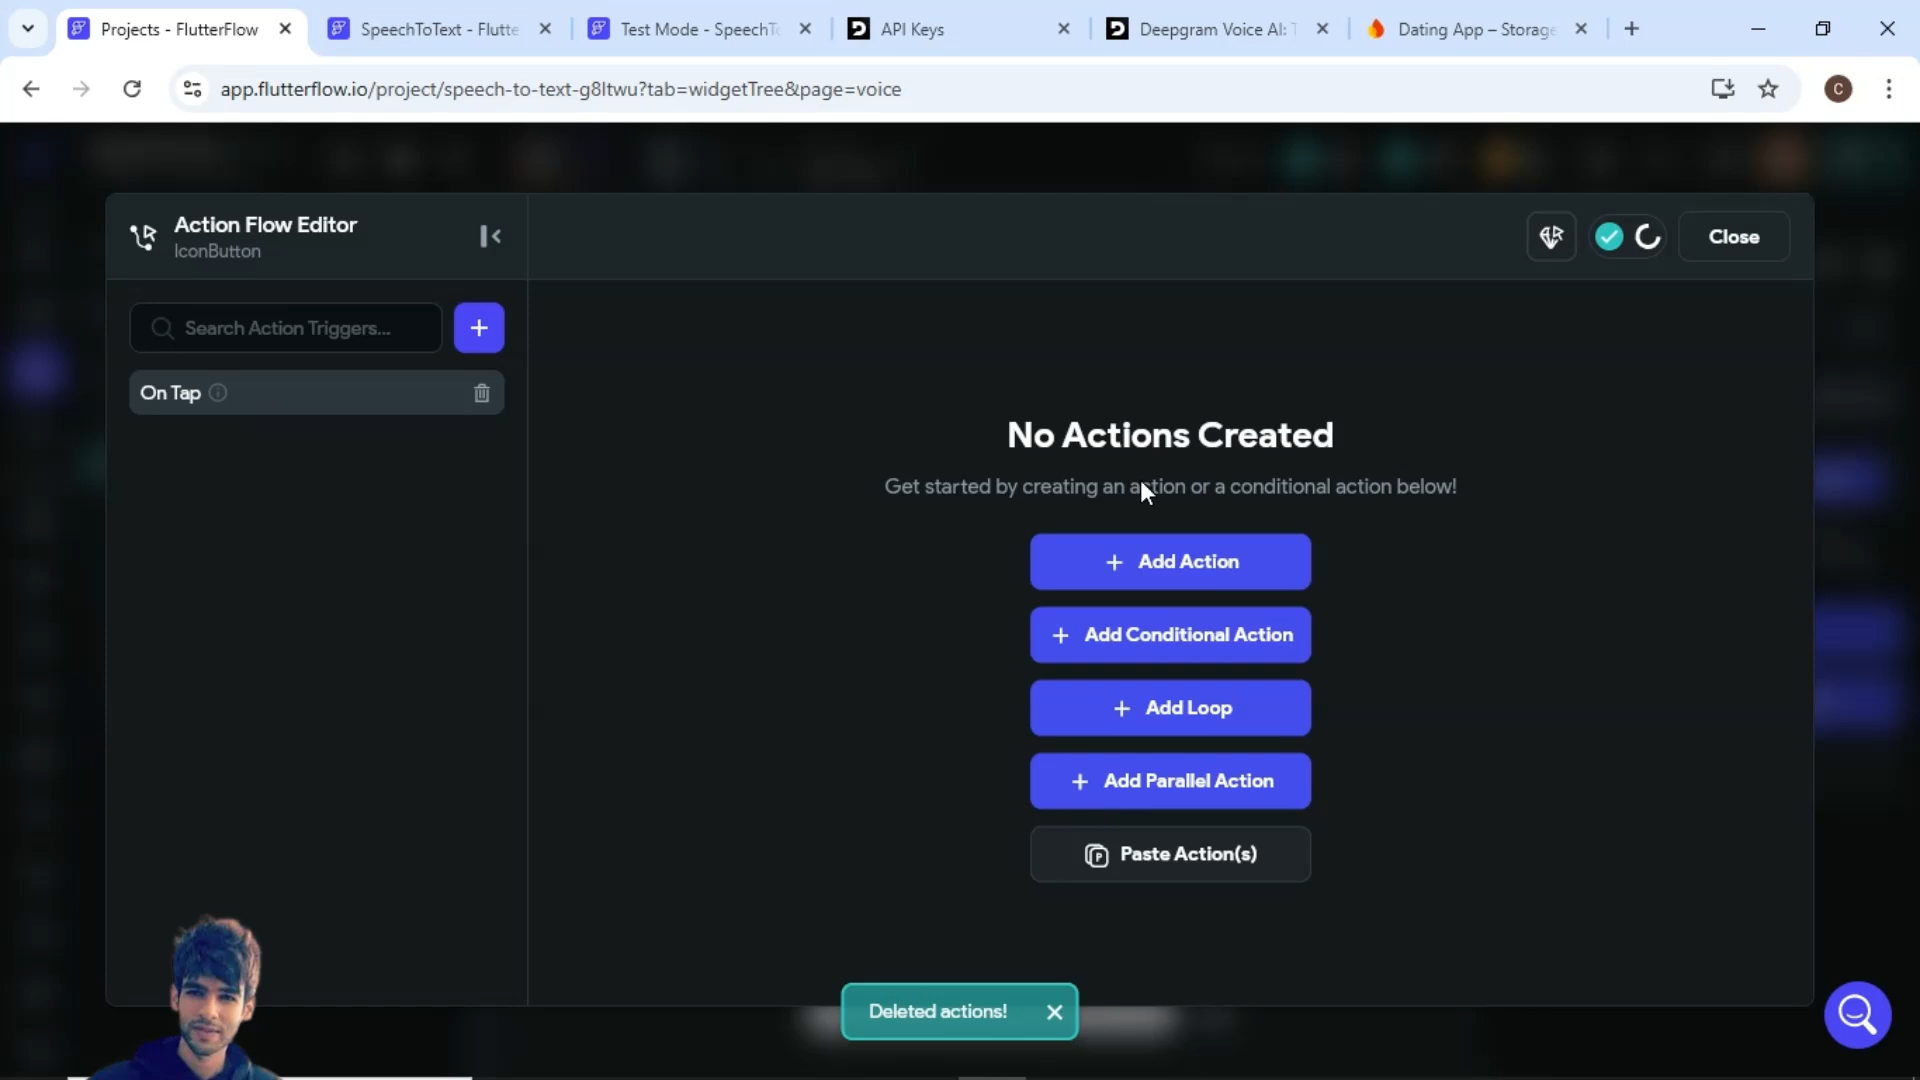 Projects - FlutterFlow
SpeechToText - Flutte
Test Mode - SpeechTo
API Keys
Deepgram Voice AI: T
Dating App – Storage
app.flutterflow.io/project/speech-to-text-g8ltwu?tab=widgetTree&page=voice
C
Action Flow Editor
IconButton
Close
Search Action Triggers...
On Tap
No Actions Created
Get started by creating an action or a conditional action below!
+ Add Action
+ Add Conditional Action
+ Add Loop
+ Add Parallel Action
Paste Action(s)
Deleted actions!